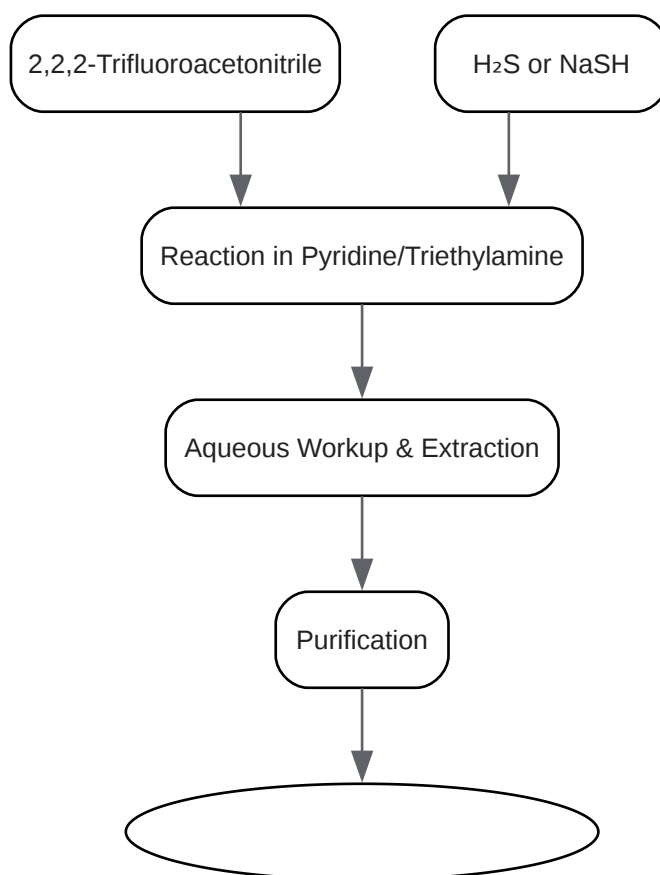 2,2,2-Trifluoroacetonitrile
H₂S or NaSH
Reaction in Pyridine/Triethylamine
Aqueous Workup & Extraction
Purification